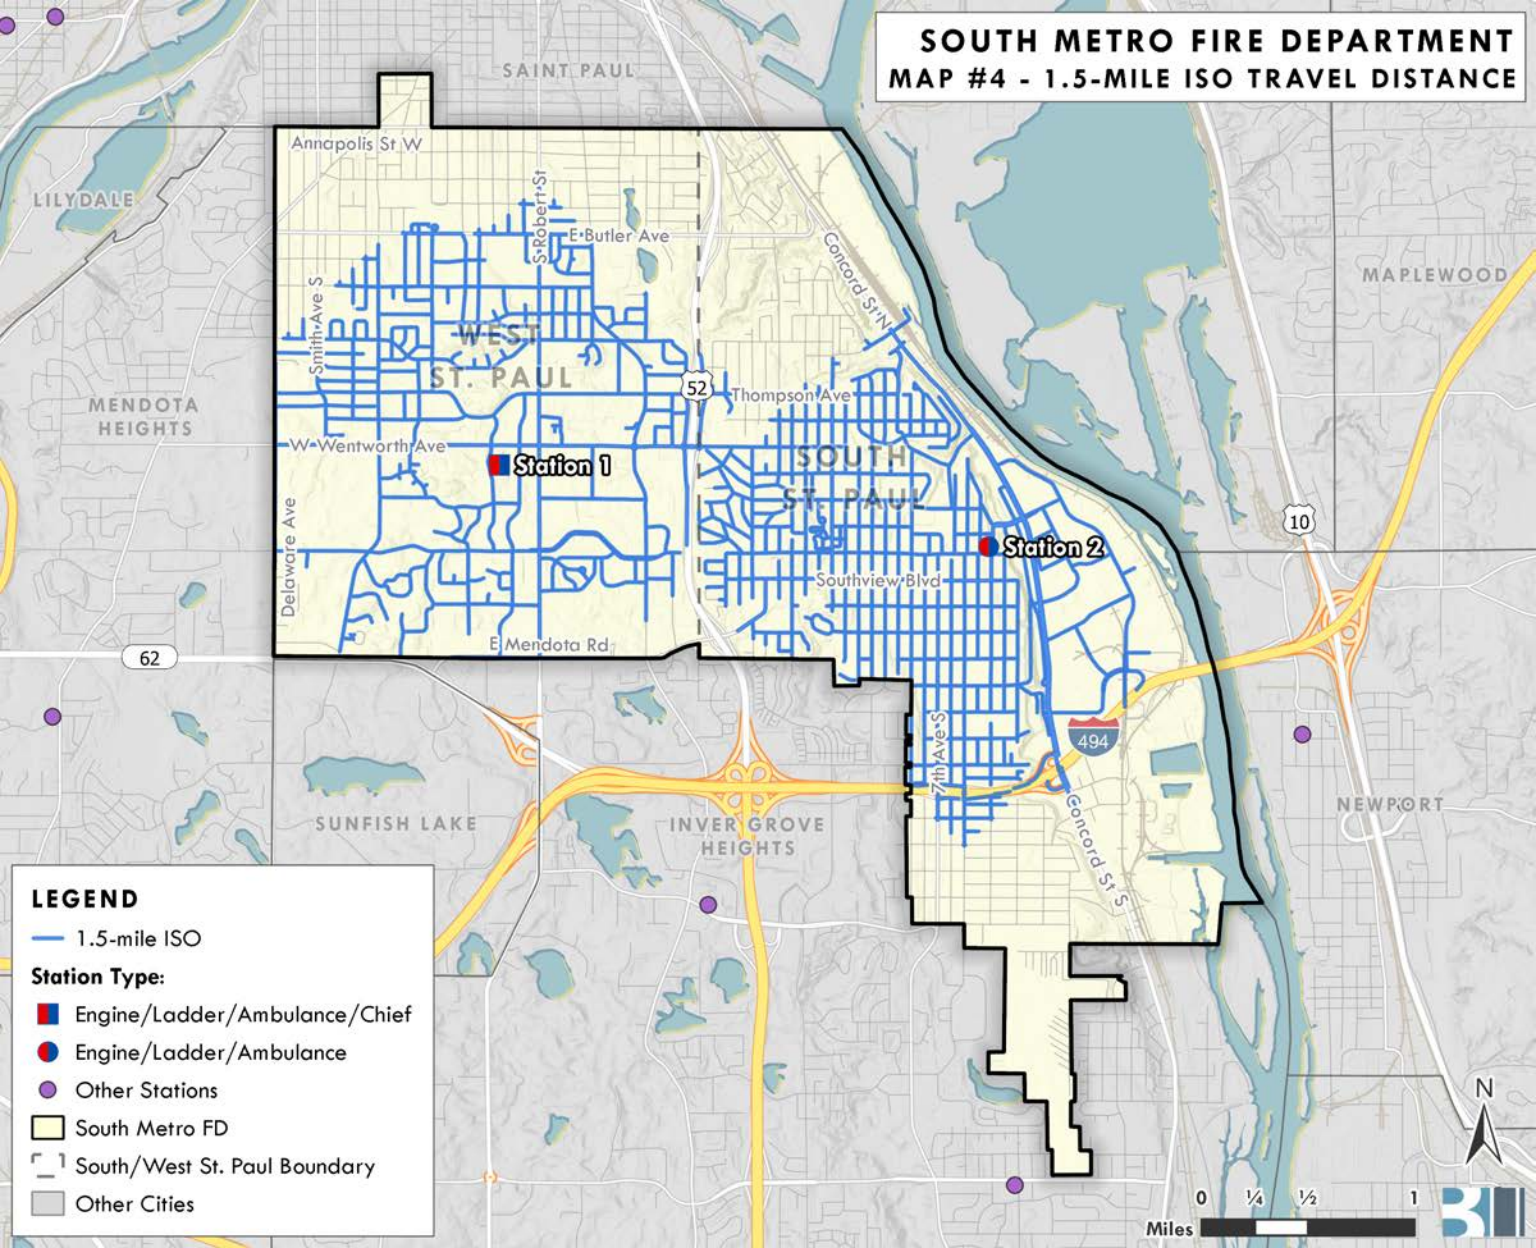 SOUTH METRO FIRE DEPARTMENT
MAP #4 - 1.5-MILE ISO TRAVEL DISTANCE
SAINT PAUL
Annapolis St W
LILYDALE
S Robert St
E Butler Ave
Concord St N
MAPLEWOOD
Smith Ave S
WEST
ST. PAUL
52
Thompson Ave
MENDOTA
HEIGHTS
W Wentworth Ave
Station 1
SOUTH
ST. PAUL
10
Delaware Ave
Station 2
Southview Blvd
E Mendota Rd
62
494
7th Ave S
Concord St S
NEWPORT
SUNFISH LAKE
INVER GROVE
HEIGHTS
LEGEND
1.5-mile ISO
Station Type:
Engine/Ladder/Ambulance/Chief
Engine/Ladder/Ambulance
Other Stations
South Metro FD
South/West St. Paul Boundary
Other Cities
N
0 ¼ ½ 1
Miles